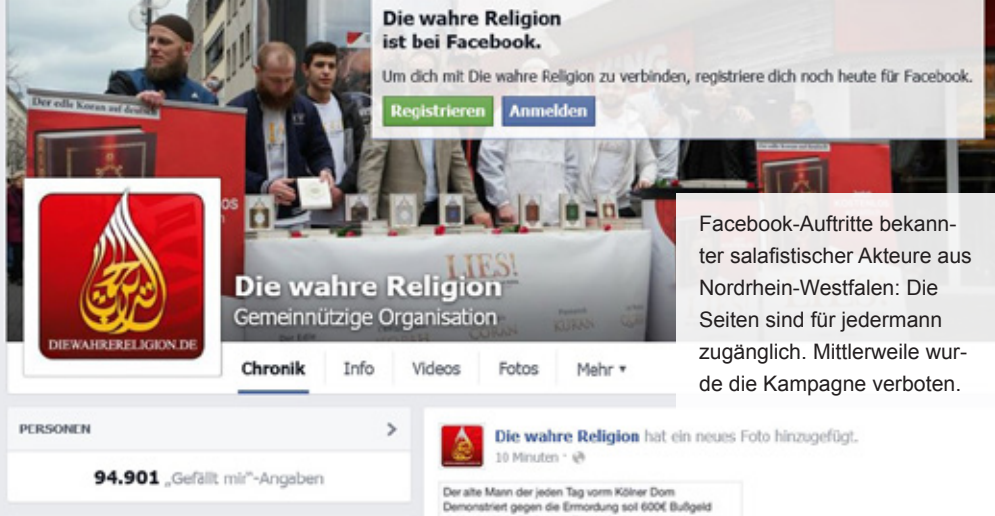 Die wahre Religion
ist bei Facebook.
Um dich mit Die wahre Religion zu verbinden, registriere dich noch heute für Facebook.
Registrieren Anmelden
Der edle Koran auf deutsch
LIES!
Die wahre Religion
Gemeinnützige Organisation
DIEWAHRERELIGION.DE
Facebook-Auftritte bekann-
ter salafistischer Akteure aus
Nordrhein-Westfalen: Die
Seiten sind für jedermann
zugänglich. Mittlerweile wur-
de die Kampagne verboten.
Chronik Info Videos Fotos Mehr
PERSONEN
94.901 „Gefällt mir"-Angaben
Die wahre Religion hat ein neues Foto hinzugefügt.
10 Minuten ·
Der alte Mann der jeden Tag vorm Kölner Dom
Demonstriert gegen die Ermordung sol 600€ Bußgeld